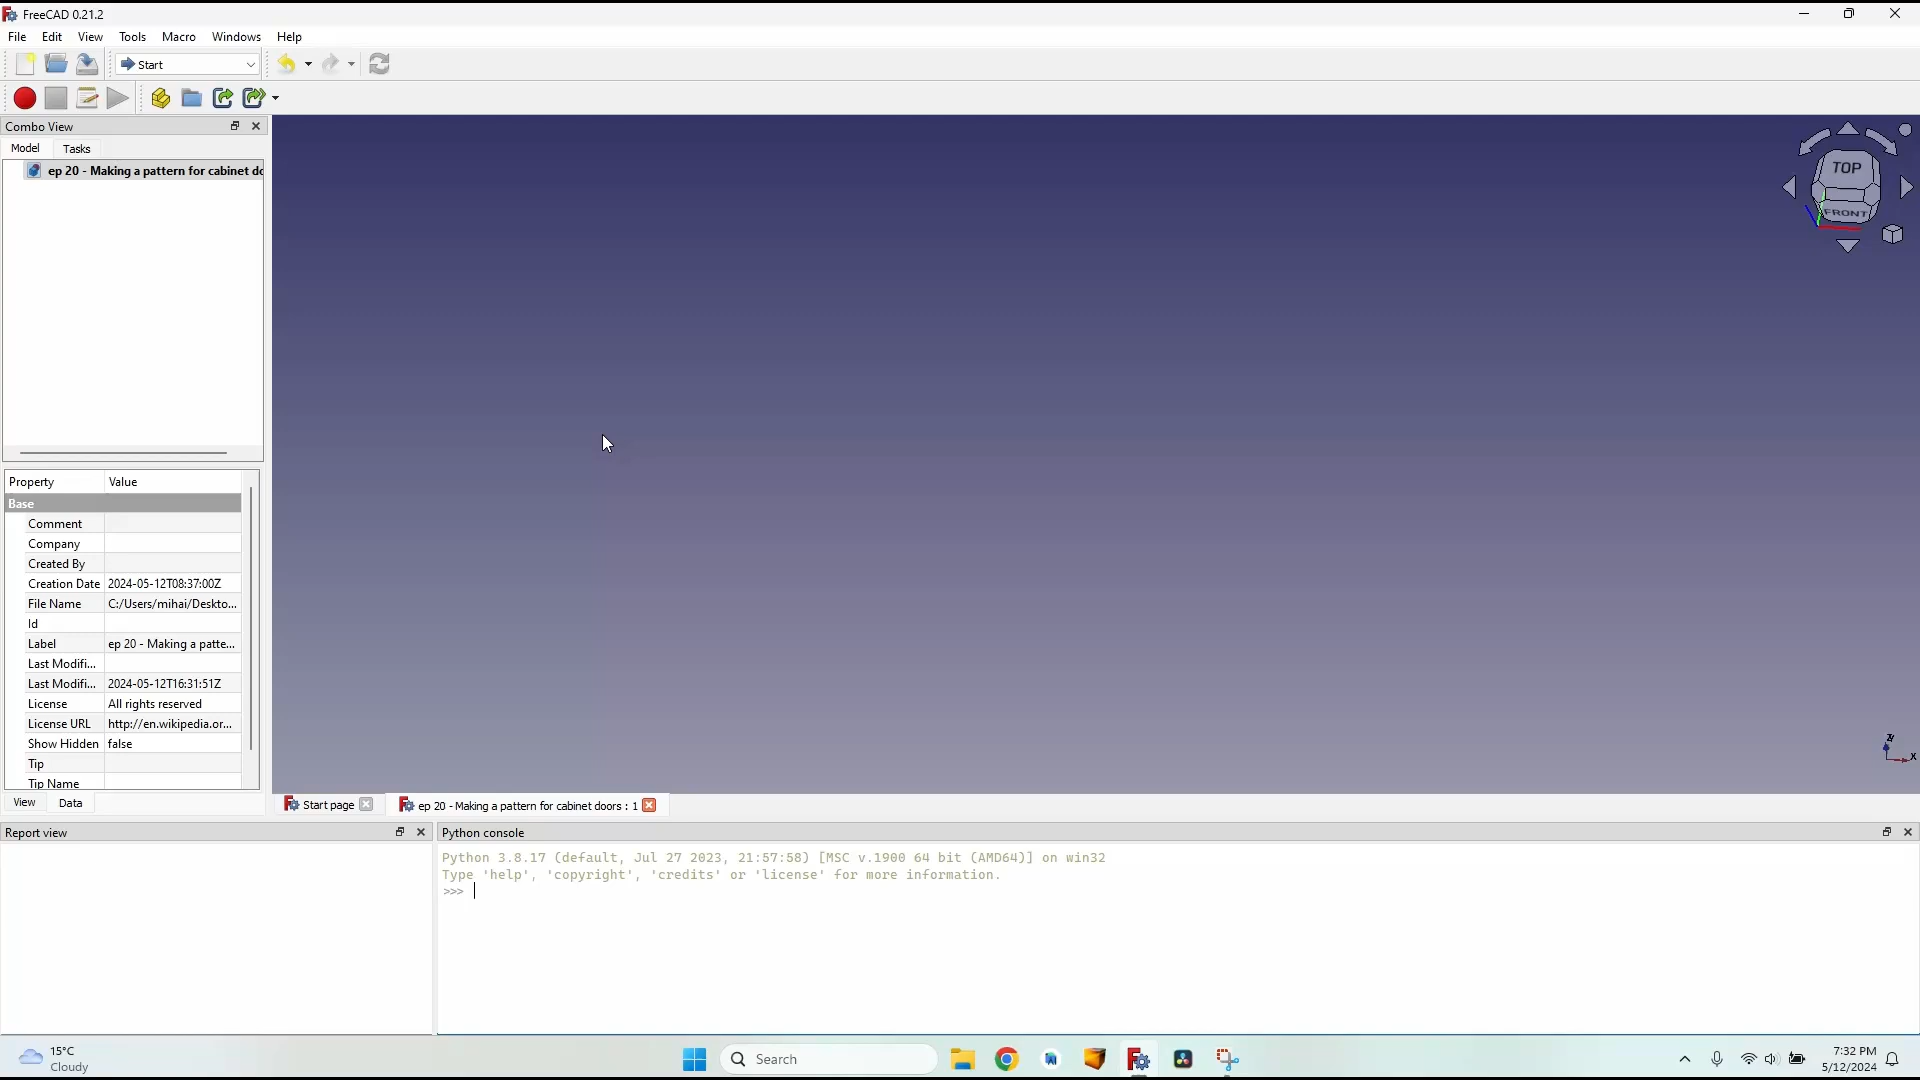 FreeCAD 0.21.2
File Edit View Tools Macro Windows Help
Start
Combo View
Model Tasks
ep 20 - Making a pattern for cabinet do
TOP
FRONT
Property Value
Base
Comment
Company
Created By
Creation Date 2024-05-12T08:37:00Z
File Name C:/Users/mihai/Deskto...
Id
Label ep 20 - Making a patte...
Last Modifi...
Last Modifi... 2024-05-12T16:31:51Z
License All rights reserved
License URL http://en.wikipedia.or...
Show Hidden false
Tip
Tip Name
View Data
Start page ep 20 - Making a pattern for cabinet doors : 1
Report view
Python console
Python 3.8.17 (default, Jul 27 2023, 21:57:58) [MSC v.1900 64 bit (AMD64)] on win32
Type 'help', 'copyright', 'credits' or 'license' for more information.
>>>
15°C
Cloudy
Search
7:32 PM
5/12/2024